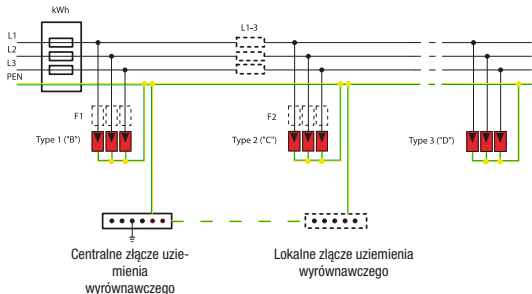 kWh
L1-3
L1
L2
L3
PEN
F1
F2
Type 1 ("B")
Type 2 ("C")
Type 3 ("D")
Centralne złącze uzie-
mienia
wyrównawczego
Lokalne złącze uziemienia
wyrównawczego